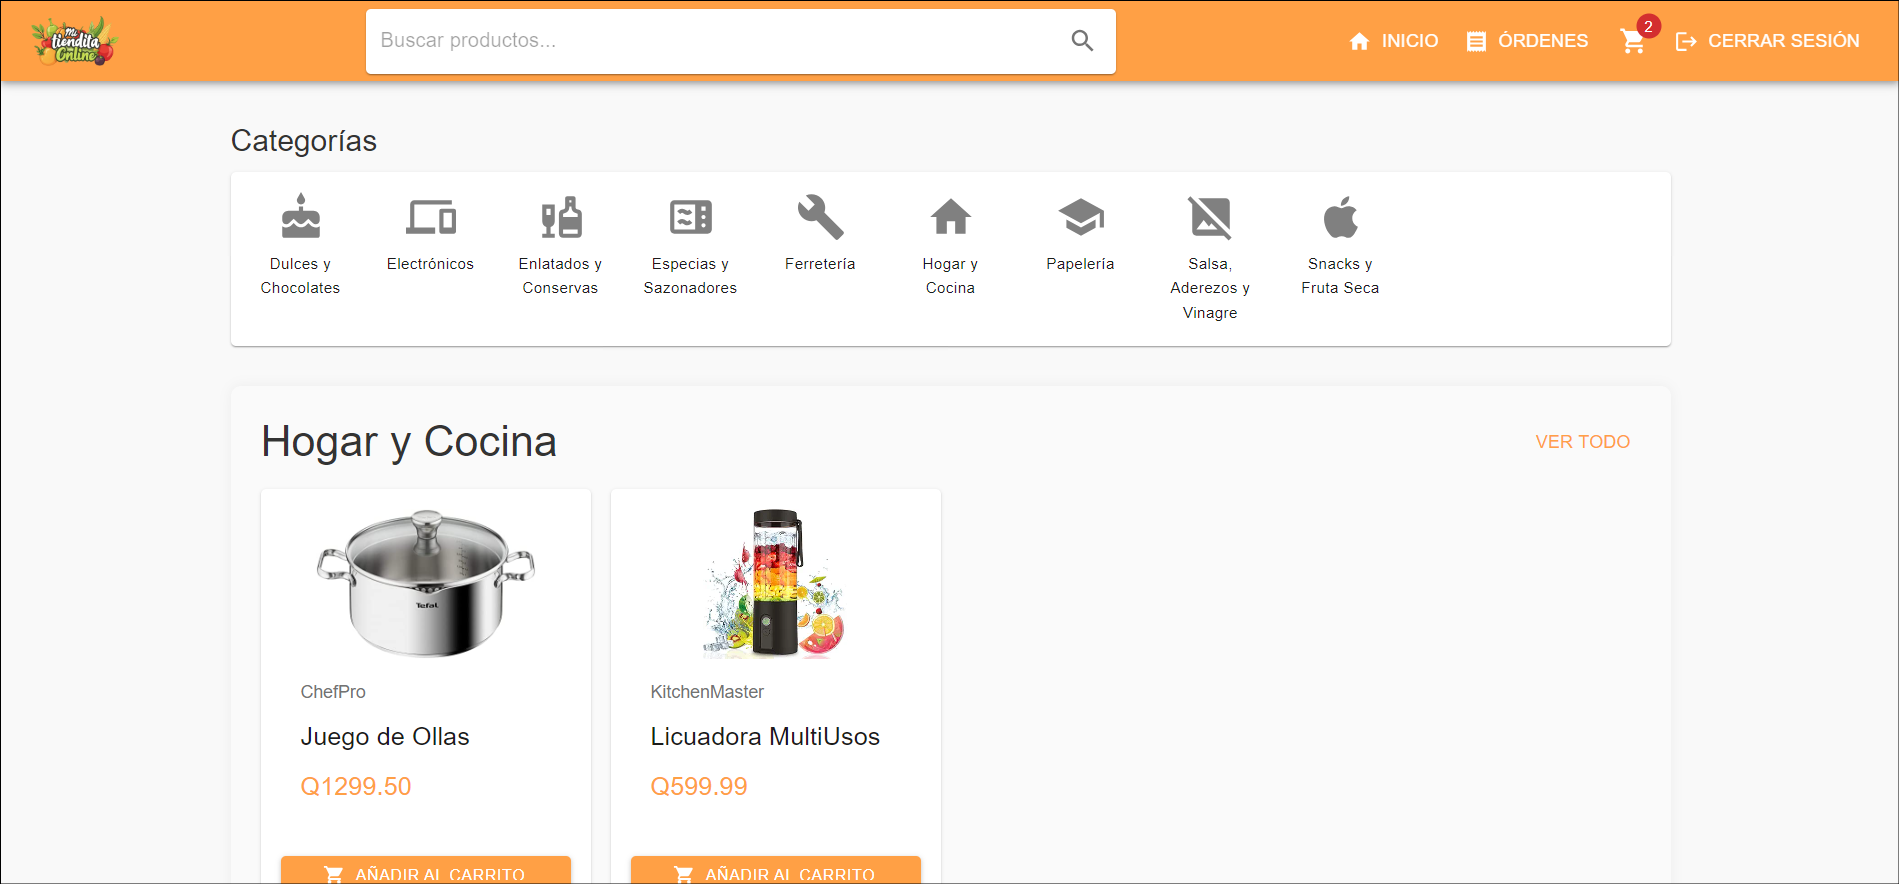 Mi
tiendita
Online
Buscar productos...
INICIO
ÓRDENES
2
CERRAR SESIÓN
Categorías
Dulces y
Chocolates
Electrónicos
Enlatados y
Conservas
Especias y
Sazonadores
Ferretería
Hogar y
Cocina
Papelería
Salsa,
Aderezos y
Vinagre
Snacks y
Fruta Seca
Hogar y Cocina
VER TODO
Tefal
ChefPro
Juego de Ollas
Q1299.50
AÑADIR AL CARRITO
KitchenMaster
Licuadora MultiUsos
Q599.99
AÑADIR AL CARRITO